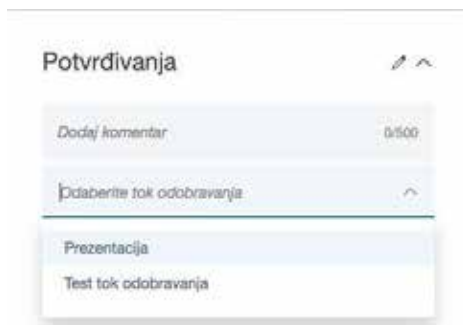 Potvrđivanja
Dodaj komentar 0/500
Odaberite tok odobravanja
Prezentacija
Test tok odobravanja